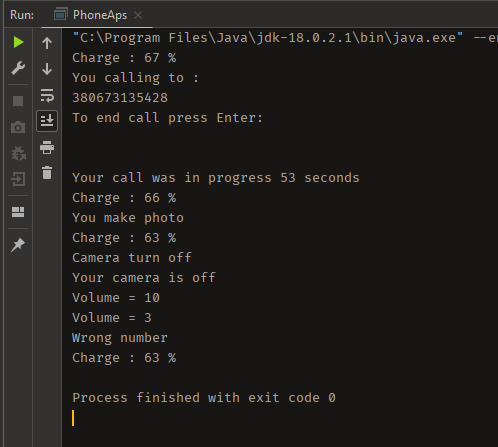 Run: PhoneAps
"C:\Program Files\Java\jdk-18.0.2.1\bin\java.exe" --en
Charge : 67 %
You calling to :
380673135428
To end call press Enter:
Your call was in progress 53 seconds
Charge : 66 %
You make photo
Charge : 63 %
Camera turn off
Your camera is off
Volume = 10
Volume = 3
Wrong number
Charge : 63 %
Process finished with exit code 0